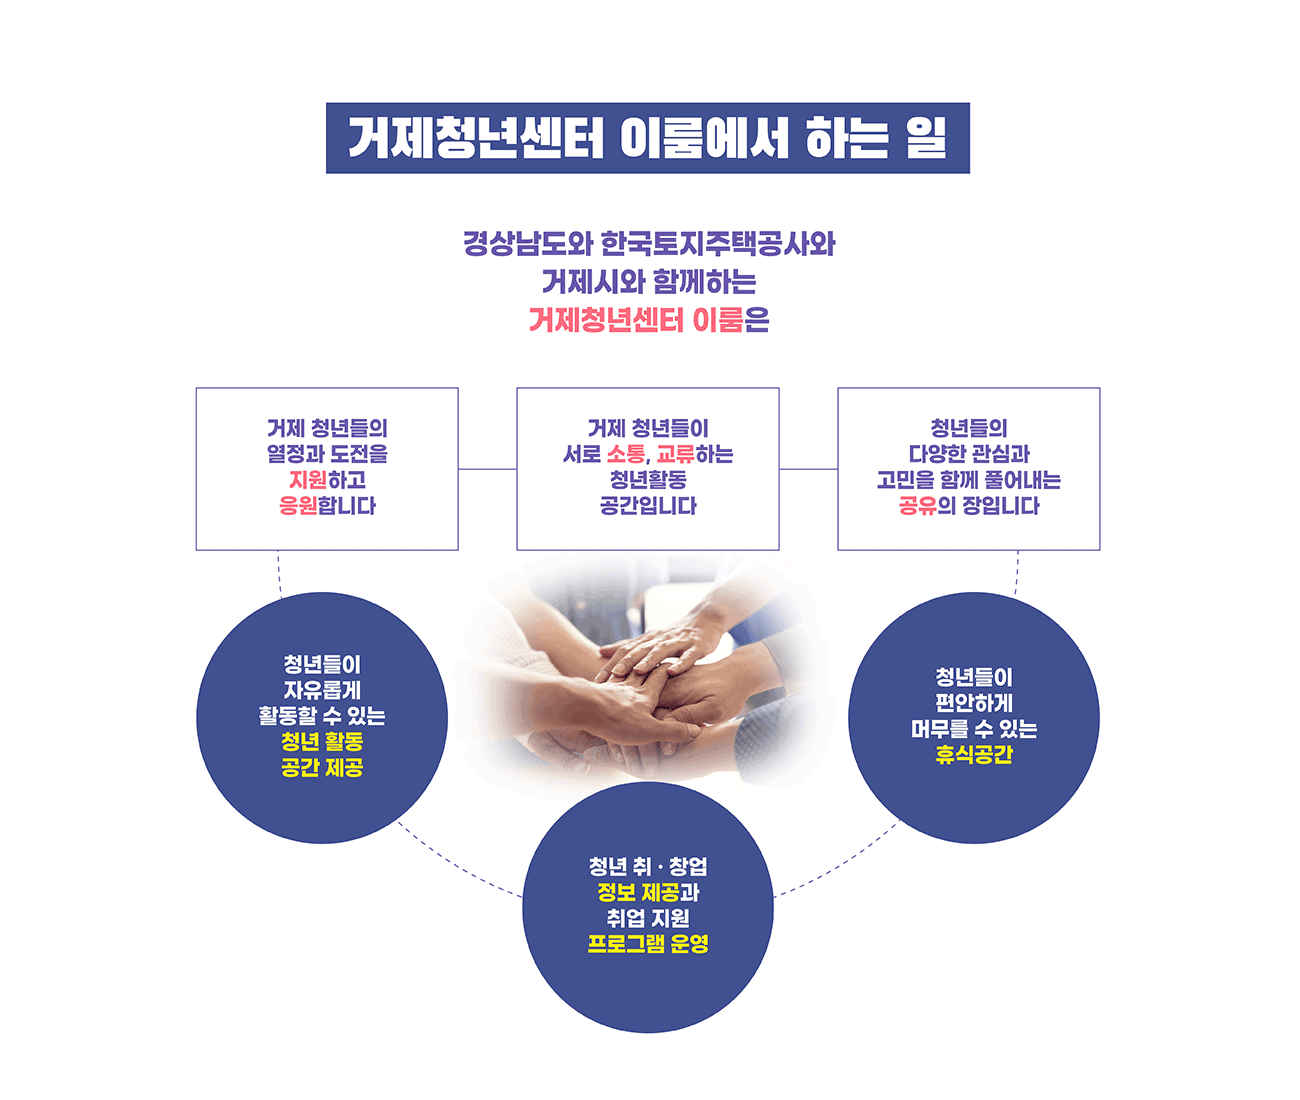 거제청년센터 이룸에서 하는 일
경상남도와 한국토지주택공사와
거제시와 함께하는
거제청년센터 이룸은
거제 청년들의
열정과 도전을
지원하고
응원합니다
거제 청년들이
서로 소통, 교류하는
청년활동
공간입니다
청년들의
다양한 관심과
고민을 함께 풀어내는
공유의 장입니다
청년들이
자유롭게
활동할 수 있는
청년 활동
공간 제공
청년 취 · 창업
정보 제공과
취업 지원
프로그램 운영
청년들이
편안하게
머무를 수 있는
휴식공간